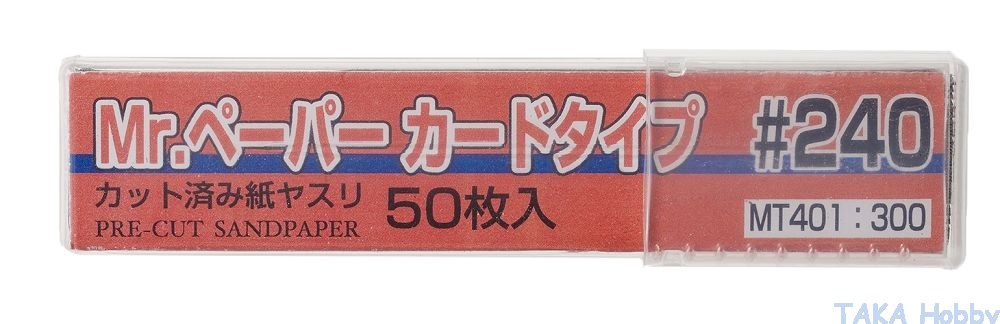 Mr.ペーパー カードタイプ #240
カット済み紙ヤスリ 50枚入
PRE-CUT SANDPAPER
MT401:300
TAKA Hobby